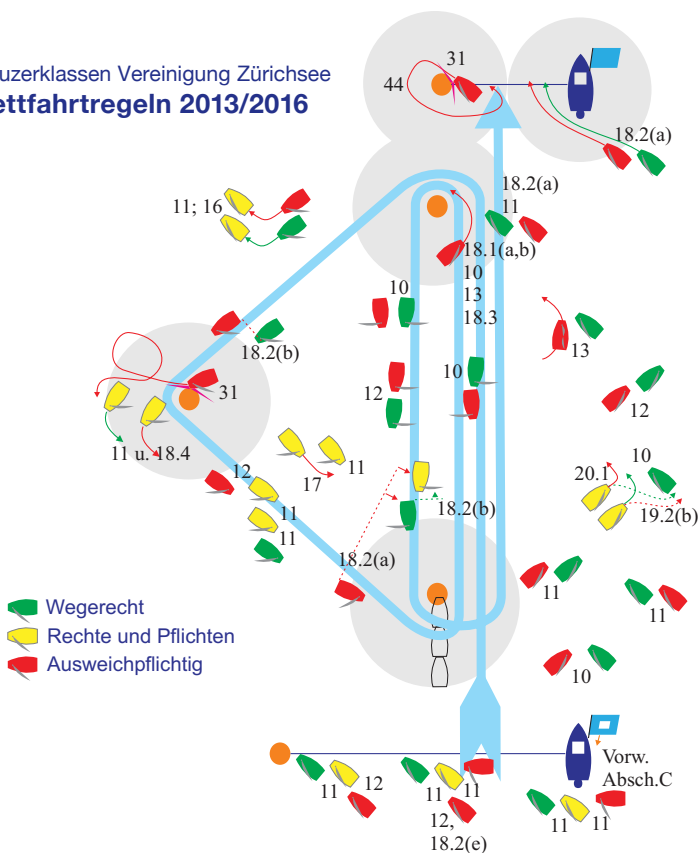 uzerklassen Vereinigung Zürichsee
ettfahrtregeln 2013/2016
31
44
18.2(a)
18.2(a)
11
11; 16
18.1(a,b)
10
13
18.3
10
13
18.2(b)
10
12
31
12
11 u. 18.4
12
11
17
11
11
18.2(b)
10
20.1
19.2(b)
18.2(a)
11
11
Wegerecht
Rechte und Pflichten
Ausweichpflichtig
10
Vorw.
Absch.C
11
12
11
11
12,
18.2(e)
11
11